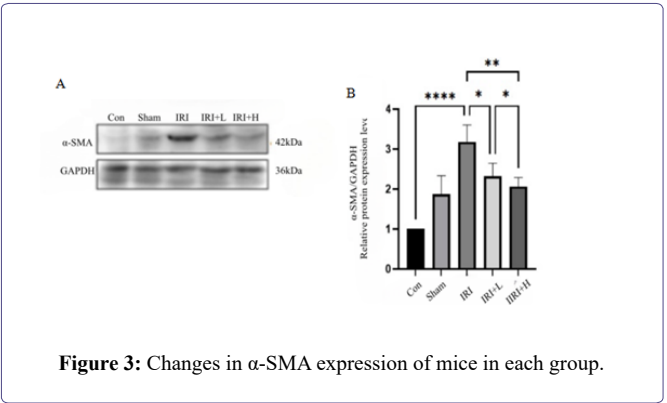 A
Con Sham IRI IRI+L IRI+H
α-SMA
42kDa
GAPDH
36kDa
B
α-SMA/GAPDH
Relative protein expression leve
****
*
*
**
4
3
2
1
0
Con
Sham
IRI
IRI+L
IIRI+H
Figure 3: Changes in α-SMA expression of mice in each group.